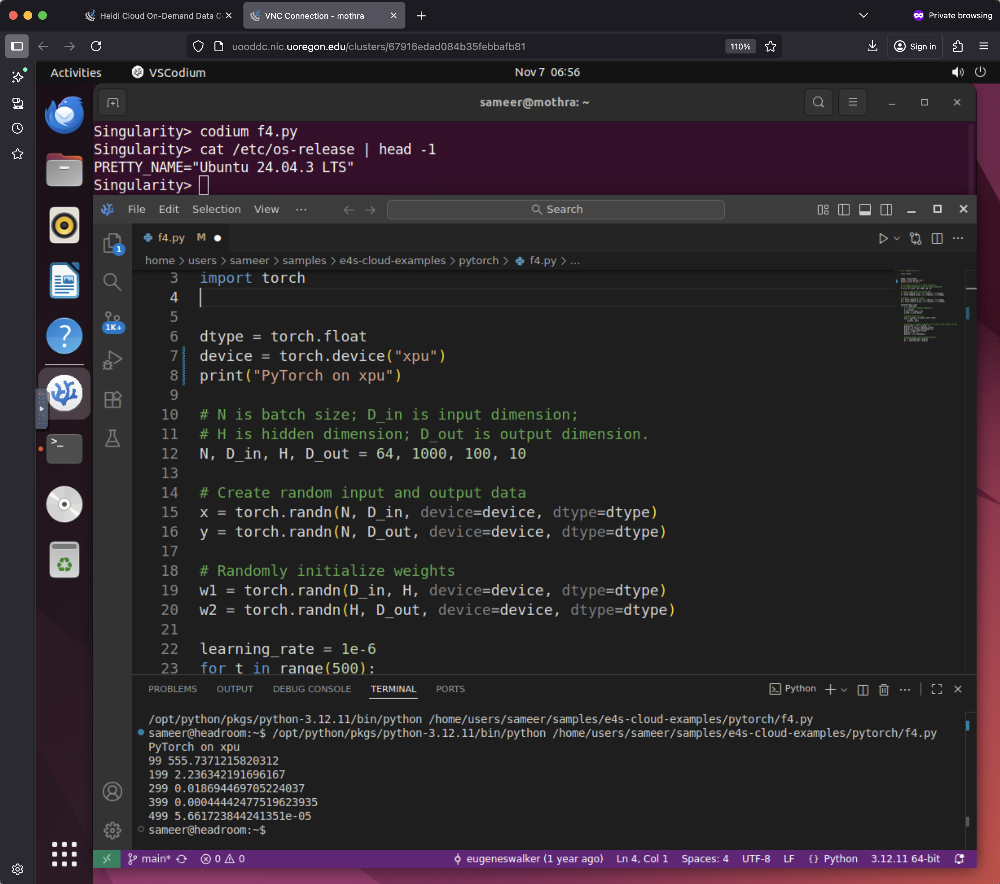 Heidi Cloud On-Demand Data C
VNC Connection - mothra
Private browsing
uooddc.nic.uoregon.edu/clusters/67916edad084b35febbafb81
110%
Sign in
Activities
VSCodium
Nov 7 06:56
sameer@mothra: ~
Singularity> codium f4.py
Singularity> cat /etc/os-release | head -1
PRETTY_NAME="Ubuntu 24.04.3 LTS"
Singularity>
File Edit Selection View ···
Search
f4.py M
1
home > users > sameer > samples > e4s-cloud-examples > pytorch > f4.py > ...
1K+
3 import torch
4
5
6 dtype = torch.float
7 device = torch.device("xpu")
8 print("PyTorch on xpu")
9
10 # N is batch size; D_in is input dimension;
11 # H is hidden dimension; D_out is output dimension.
12 N, D_in, H, D_out = 64, 1000, 100, 10
13
14 # Create random input and output data
15 x = torch.randn(N, D_in, device=device, dtype=dtype)
16 y = torch.randn(N, D_out, device=device, dtype=dtype)
17
18 # Randomly initialize weights
19 w1 = torch.randn(D_in, H, device=device, dtype=dtype)
20 w2 = torch.randn(H, D_out, device=device, dtype=dtype)
21
22 learning_rate = 1e-6
23 for t in range(500):
PROBLEMS OUTPUT DEBUG CONSOLE TERMINAL PORTS
Python
/opt/python/pkgs/python-3.12.11/bin/python /home/users/sameer/samples/e4s-cloud-examples/pytorch/f4.py
sameer@headroom:~$ /opt/python/pkgs/python-3.12.11/bin/python /home/users/sameer/samples/e4s-cloud-examples/pytorch/f4.py
PyTorch on xpu
99 555.7371215820312
199 2.236342191696167
299 0.018694469705224037
399 0.00044442477519623935
499 5.661723844241351e-05
sameer@headroom:~$
main* 0 0 eugeneswalker (1 year ago) Ln 4, Col 1 Spaces: 4 UTF-8 LF {} Python 3.12.11 64-bit